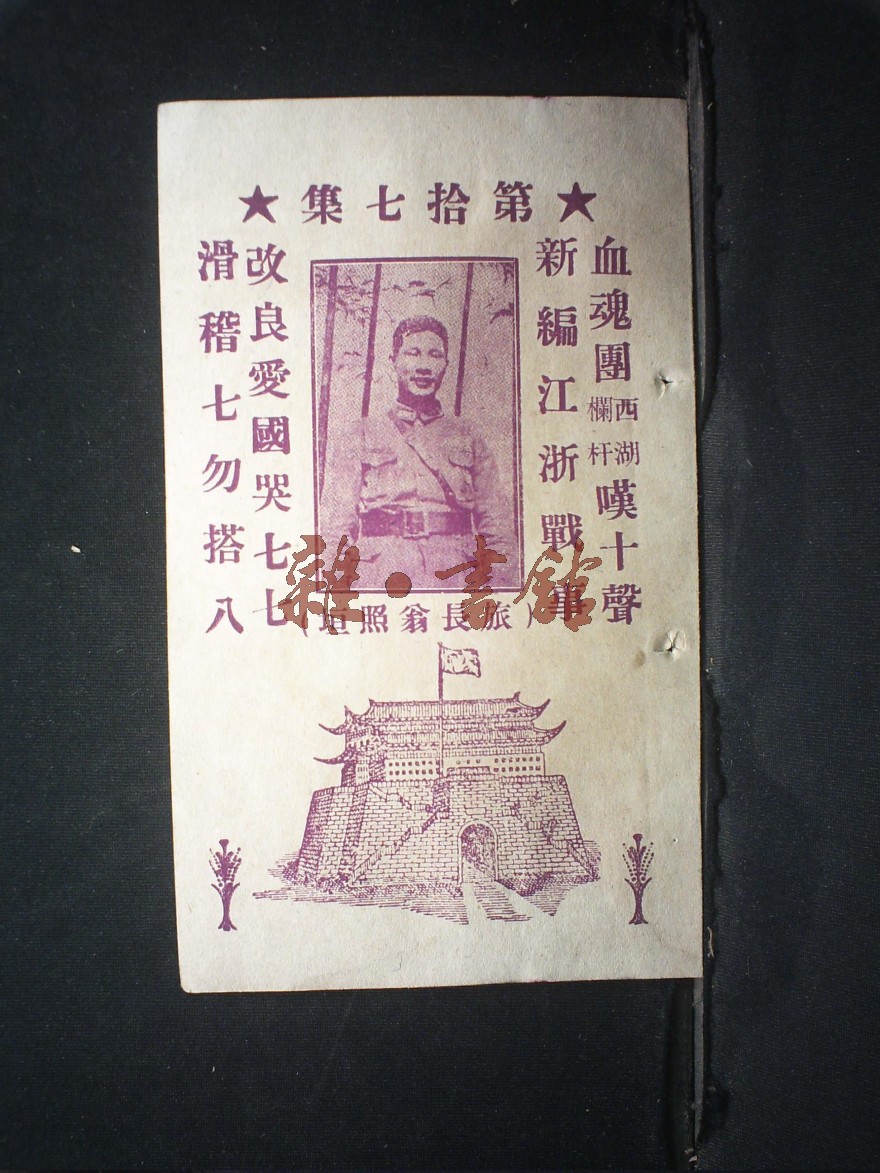 ★第拾七集★
血魂團 西湖欄杆 嘆十聲
新編江浙戰事
改良愛國哭七七
滑稽七勿搭八
(旅長翁照垣)
雜·書館